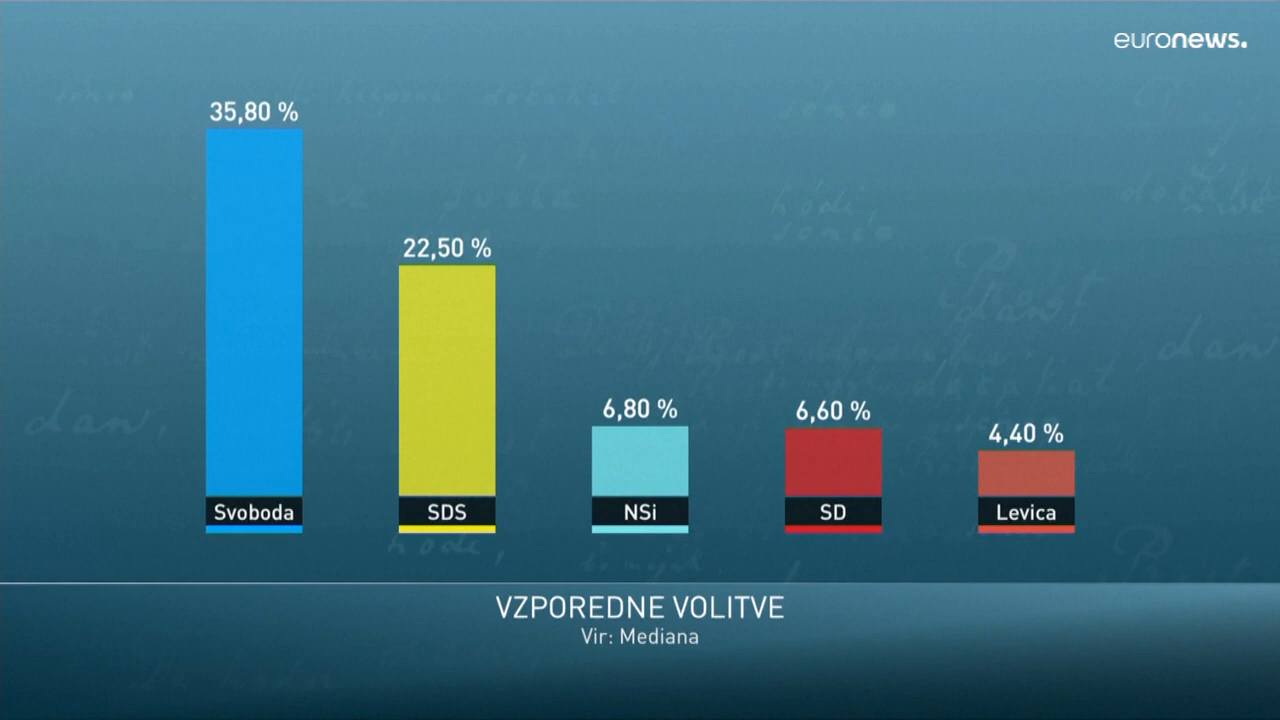 euronews.
35,80 %
22,50 %
6,80 %
6,60 %
4,40 %
Svoboda
SDS
NSi
SD
Levica
VZPOREDNE VOLITVE
Vir: Mediana